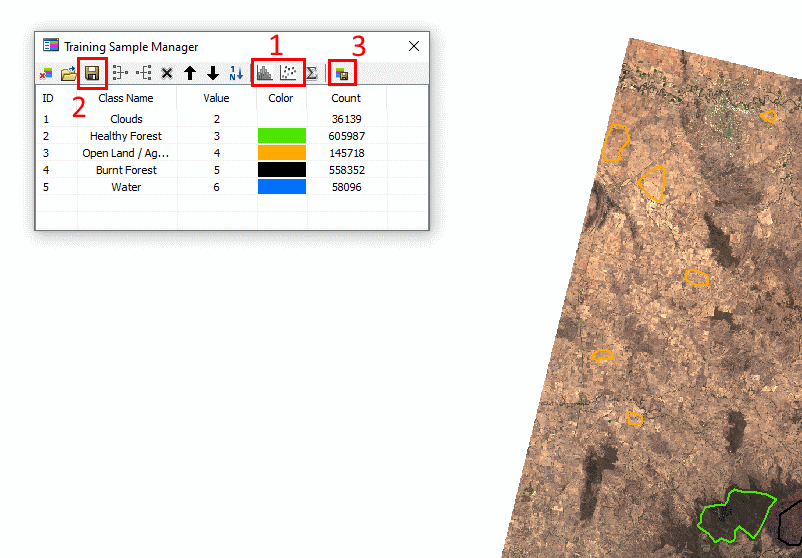 1
3
Training Sample Manager
2
ID Class Name Value Color Count
1 Clouds 2 36139
2 Healthy Forest 3 605987
3 Open Land / Ag... 4 145718
4 Burnt Forest 5 558352
5 Water 6 58096